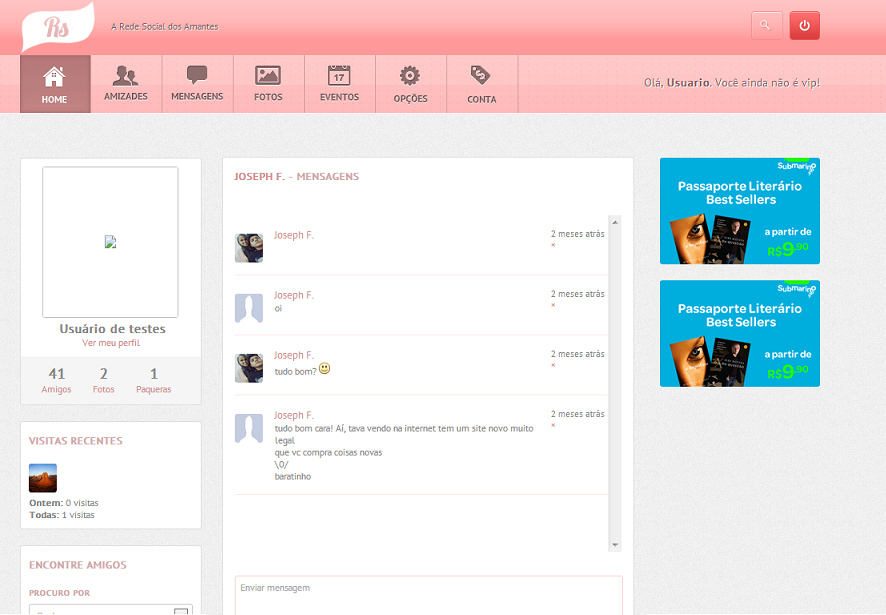 Rs
A Rede Social dos Amantes
HOME
AMIZADES
MENSAGENS
FOTOS
17
EVENTOS
OPÇÕES
CONTA
Olá, Usuario. Você ainda não é vip!
Usuário de testes
Ver meu perfil
41 2 1
Amigos Fotos Paqueras
VISITAS RECENTES
Ontem: 0 visitas
Todas: 1 visitas
ENCONTRE AMIGOS
PROCURO POR
JOSEPH F. - MENSAGENS
Joseph F. 2 meses atrás
×
Joseph F. 2 meses atrás
oi ×
Joseph F. 2 meses atrás
tudo bom? ×
Joseph F. 2 meses atrás
tudo bom cara! Aí, tava vendo na internet tem um site novo muito ×
legal
que vc compra coisas novas
\0/
baratinho
Enviar mensagem
Submarino
Passaporte Literário
Best Sellers
a partir de
R$9,90
Submarino
Passaporte Literário
Best Sellers
a partir de
R$9,90